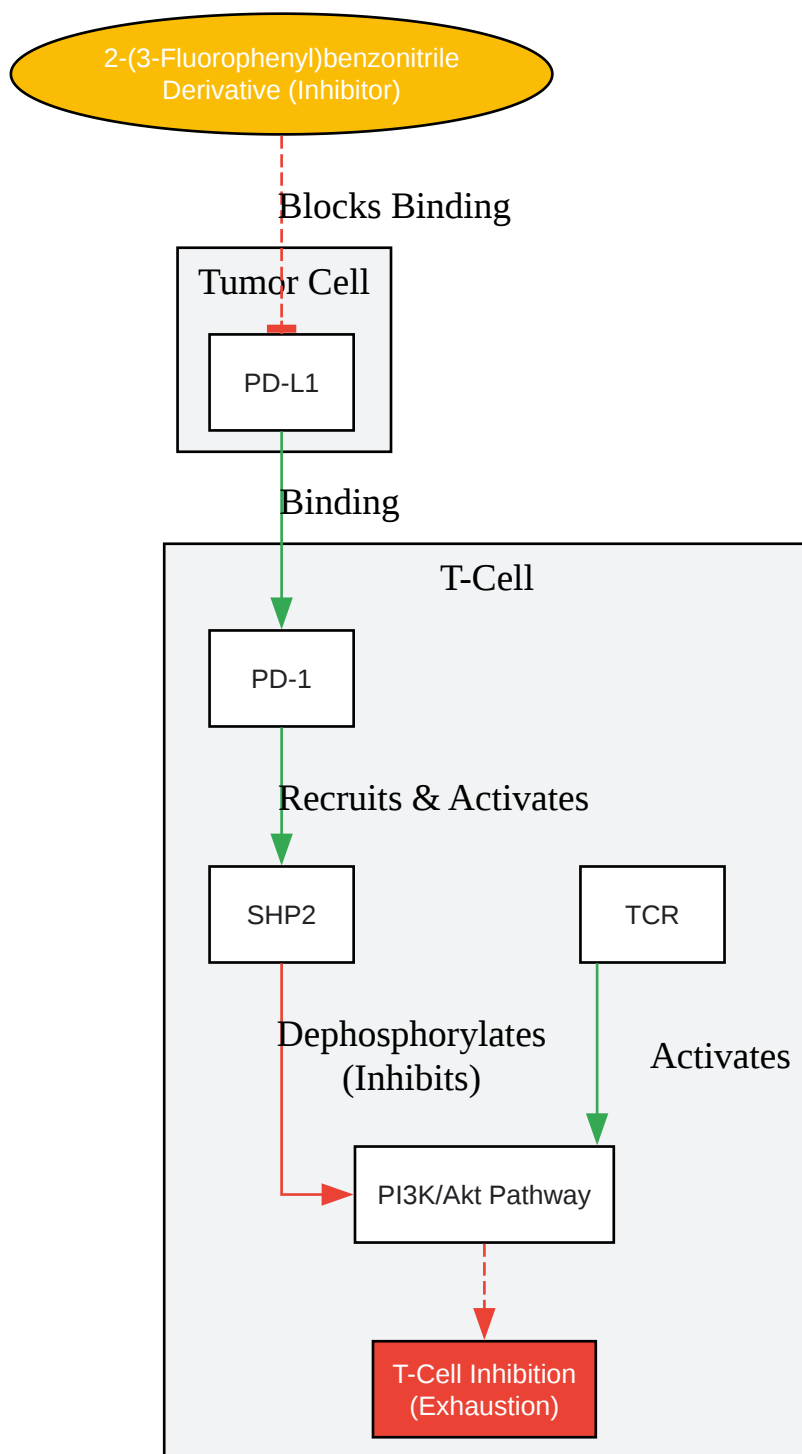 2-(3-Fluorophenyl)benzonitrile
Derivative (Inhibitor)
Blocks Binding
Tumor Cell
PD-L1
Binding
T-Cell
PD-1
Recruits & Activates
SHP2
TCR
Dephosphorylates
(Inhibits)
Activates
PI3K/Akt Pathway
T-Cell Inhibition
(Exhaustion)